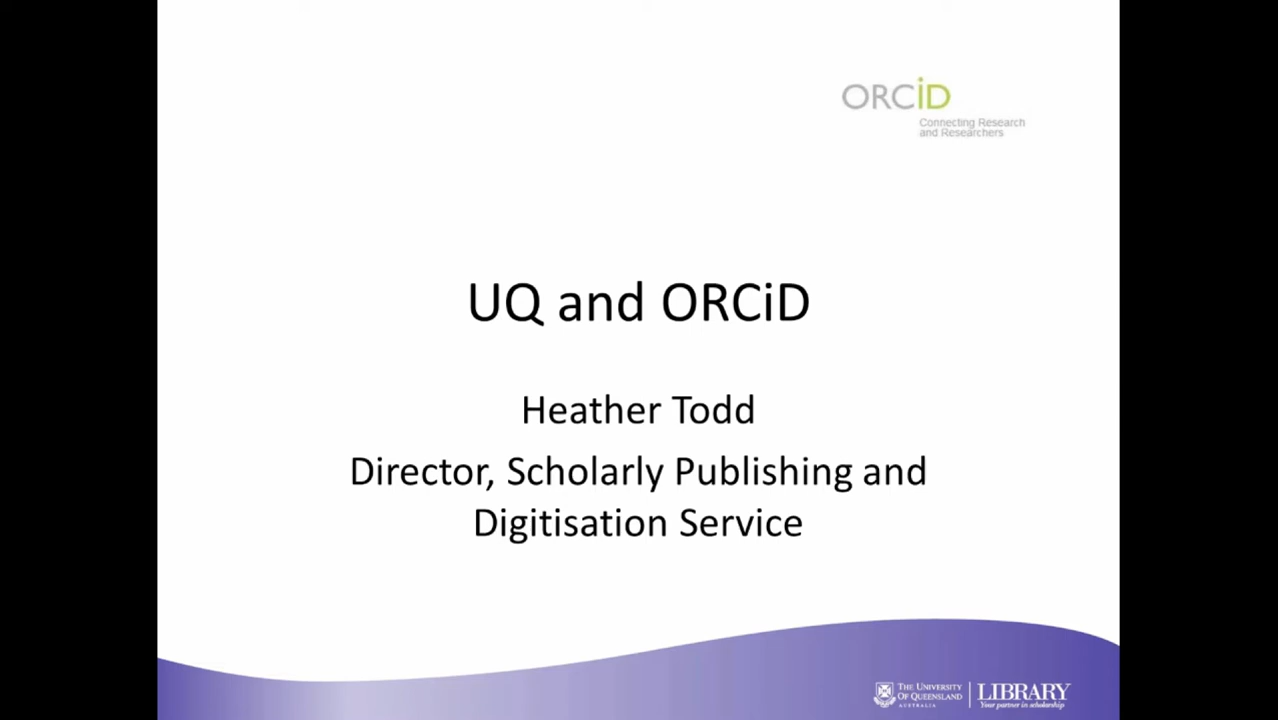 ORCiD
Connecting Research
and Researchers
UQ and ORCiD
Heather Todd
Director, Scholarly Publishing and
Digitisation Service
THE UNIVERSITY
OF QUEENSLAND
AUSTRALIA
LIBRARY
Your partner in scholarship